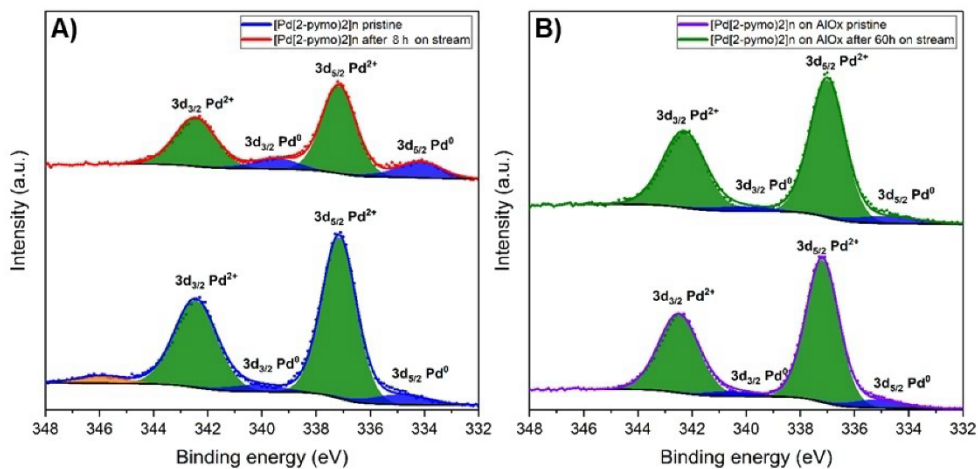 A)
[Pd[2-pymo)2]n pristine
[Pd[2-pymo)2]n after 8 h on stream
3d5/2 Pd2+
3d3/2 Pd2+
3d3/2 Pd0
3d5/2 Pd0
3d5/2 Pd2+
3d3/2 Pd2+
3d3/2 Pd0
3d5/2 Pd0
Intensity (a.u.)
348 346 344 342 340 338 336 334 332
Binding energy (eV)
B)
[Pd[2-pymo)2]n on AlOx pristine
[Pd[2-pymo)2]n on AlOx after 60h on stream
3d5/2 Pd2+
3d3/2 Pd2+
3d3/2 Pd0
3d5/2 Pd0
3d5/2 Pd2+
3d3/2 Pd2+
3d3/2 Pd0
3d5/2 Pd0
Intensity (a.u.)
348 346 344 342 340 338 336 334 332
Binding energy (eV)